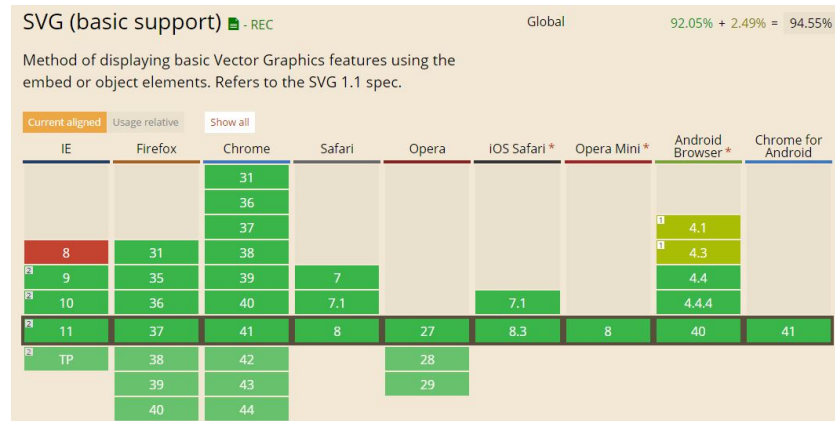 SVG (basic support) - REC Global 92.05% + 2.49% = 94.55%
Method of displaying basic Vector Graphics features using the
embed or object elements. Refers to the SVG 1.1 spec.
Current aligned Usage relative Show all
IE Firefox Chrome Safari Opera iOS Safari * Opera Mini * Android Browser * Chrome for Android
31
36
37 1 4.1
8 31 38 1 4.3
2 9 35 39 7 4.4
2 10 36 40 7.1 7.1 4.4.4
2 11 37 41 8 27 8.3 8 40 41
2 TP 38 42 28
39 43 29
40 44